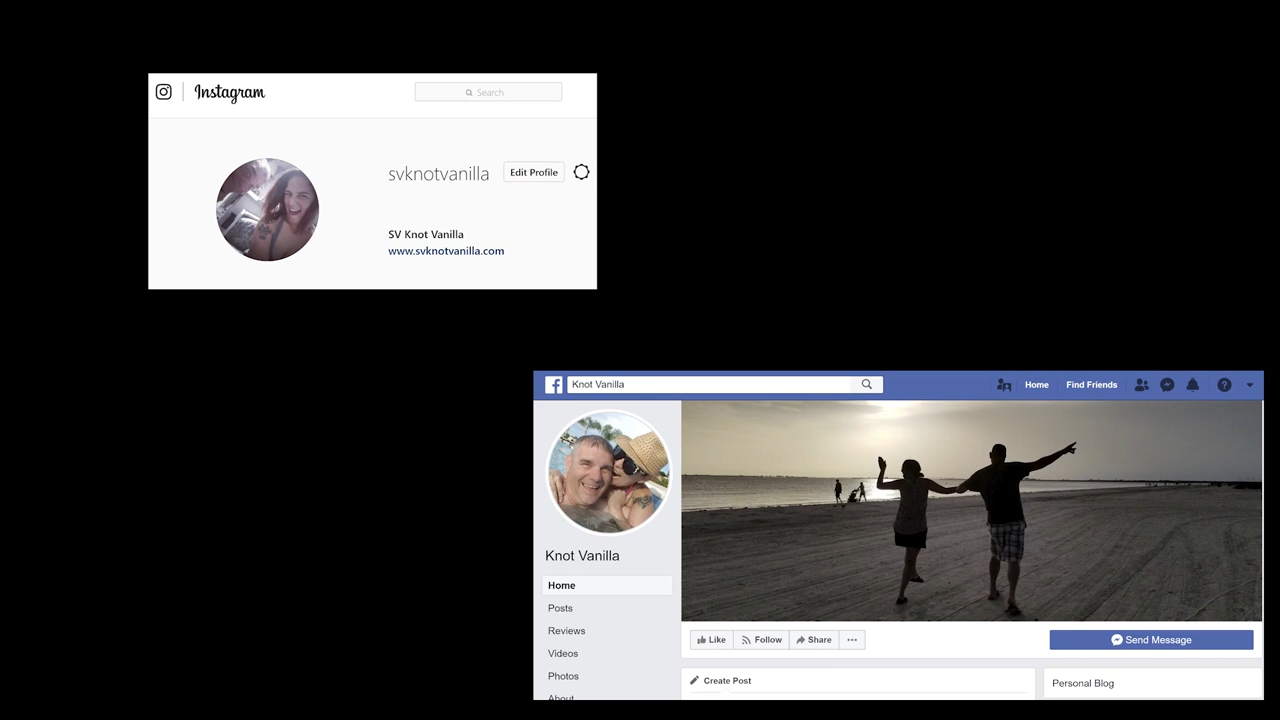 Instagram
Search
svknotvanilla
Edit Profile
SV Knot Vanilla
www.svknotvanilla.com
f
Knot Vanilla
Home
Find Friends
?
Knot Vanilla
Home
Posts
Reviews
Videos
Photos
About
Like
Follow
Share
...
Send Message
Create Post
Personal Blog